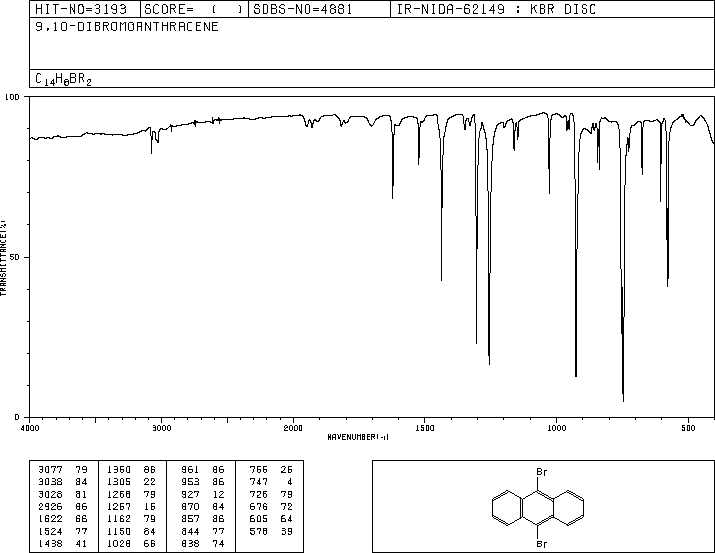 HIT-NO=3193 SCORE= ( ) SDBS-NO=4881 IR-NIDA-62149 : KBR DISC
9,10-DIBROMOANTHRACENE
C14H8BR2
100
50
0
TRANSMITTANCE(%)
4000 3000 2000 1500 1000 500
WAVENUMBER(-1)
3077 79 1360 86 961 86 766 26
3038 84 1305 22 953 86 747 4
3028 81 1268 79 927 12 726 79
2926 86 1257 16 870 84 676 72
1622 66 1162 79 857 86 605 64
1524 77 1150 84 844 77 578 39
1438 41 1028 66 838 74
Br
Br